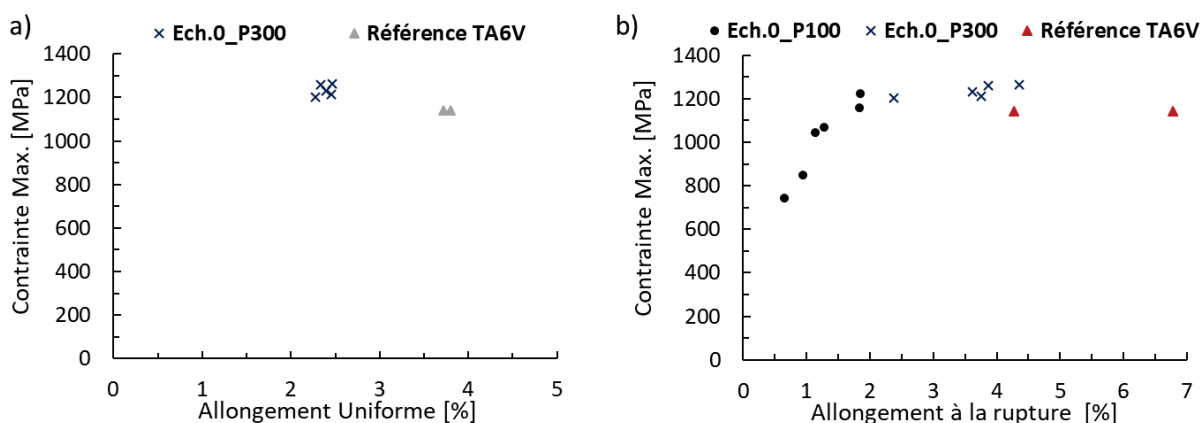 a)
Ech.0_P300
Référence TA6V
1400
1200
1000
800
600
400
200
0
Contrainte Max. [MPa]
0 1 2 3 4 5
Allongement Uniforme [%]
b)
Ech.0_P100
Ech.0_P300
Référence TA6V
1400
1200
1000
800
600
400
200
0
Contrainte Max. [MPa]
0 1 2 3 4 5 6 7
Allongement à la rupture [%]